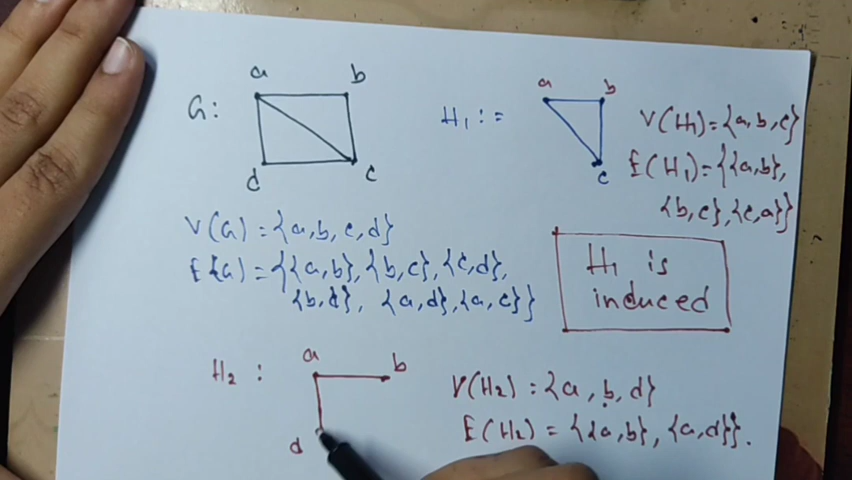 a b
G:
d c
V(G) = {a, b, c, d}
E(G) = {{a, b}, {b, c}, {c, d},
{b, d}, {a, d}, {a, c}}
a b
H₁ :=
c
V(H₁) = {a, b, c}
E(H₁) = {{a, b},
{b, c}, {c, a}}
H₁ is
induced
a b
H₂ :
d
V(H₂) = {a, b, d}
E(H₂) = {{a, b}, {a, d}}.